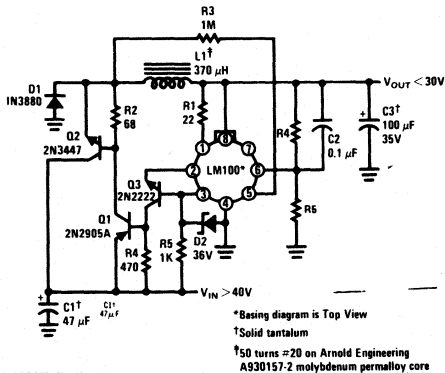 R3
1M
L1†
370 μH
VOUT <30V
D1
IN3880
R2
68
R1
22
R4
C3†
100 μF
35V
C2
0.1 μF
Q2
2N3447
1
8
7
2
LM100*
6
Q3
2N2222
3
4
5
Q1
2N2905A
R4
470
R5
1K
D2
36V
R6
+
C1†
47 μF
C11
47μF
VIN >40V
*Basing diagram is Top View
†Solid tantalum
‡50 turns #20 on Arnold Engineering
A930157-2 molybdenum permalloy core